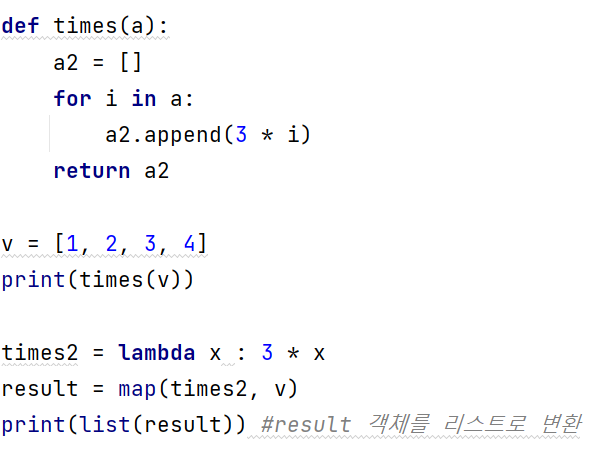 def times(a):
    a2 = []
    for i in a:
        a2.append(3 * i)
    return a2
v = [1, 2, 3, 4]
print(times(v))
times2 = lambda x : 3 * x
result = map(times2, v)
print(list(result)) #result 객체를 리스트로 변환